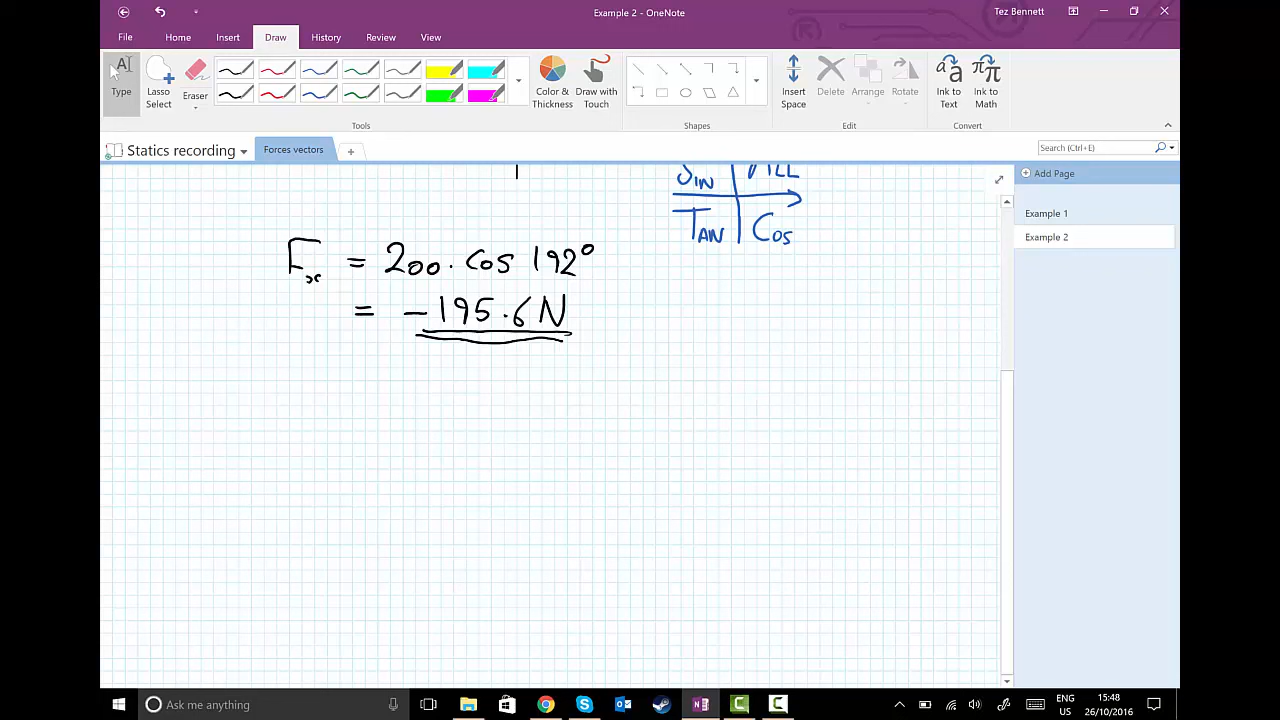 Example 2 - OneNote
Tez Bennett
File Home Insert Draw History Review View
Type
Lasso Select
Eraser
Color & Thickness
Draw with Touch
Insert Space
Delete
Arrange
Rotate
Ink to Text
Ink to Math
Tools
Shapes
Edit
Convert
Statics recording
Forces vectors
Search (Ctrl+E)
Add Page
Example 1
Example 2
SIN ALL
TAN COS
Fx = 200. cos 192°
= -195.6N
Ask me anything
ENG
US
15:48
26/10/2016